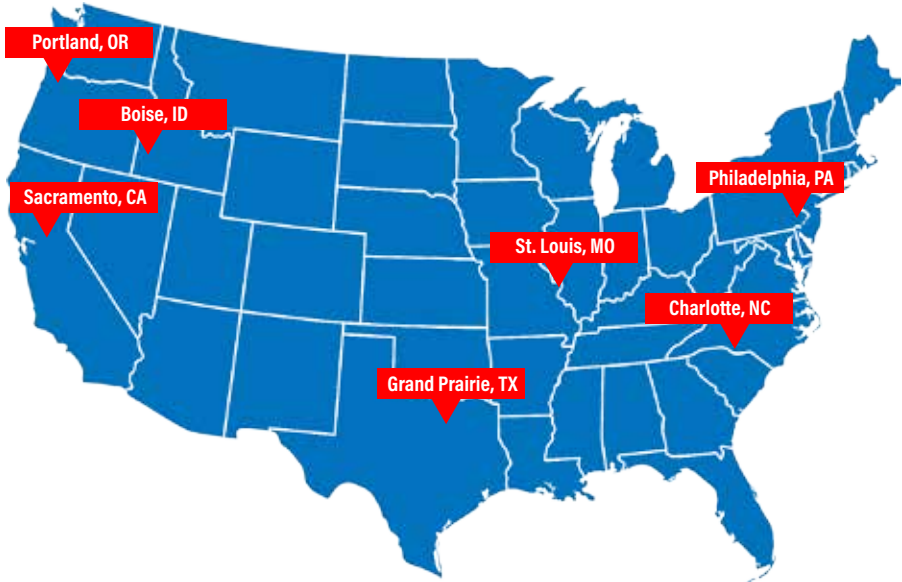 Portland, OR
Boise, ID
Philadelphia, PA
Sacramento, CA
St. Louis, MO
Charlotte, NC
Grand Prairie, TX